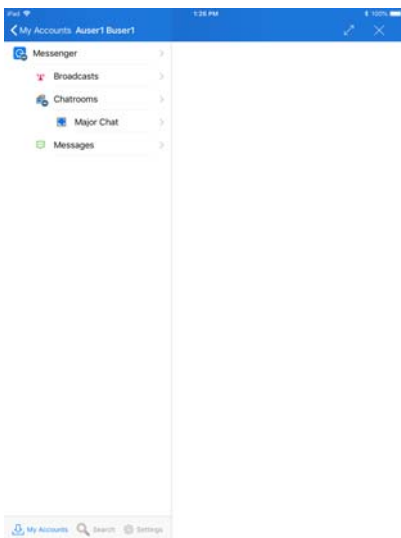 iPad 1:26 PM 100%
My Accounts Auser1 Buser1
Messenger
Broadcasts
Chatrooms
Major Chat
Messages
My Accounts Search Settings